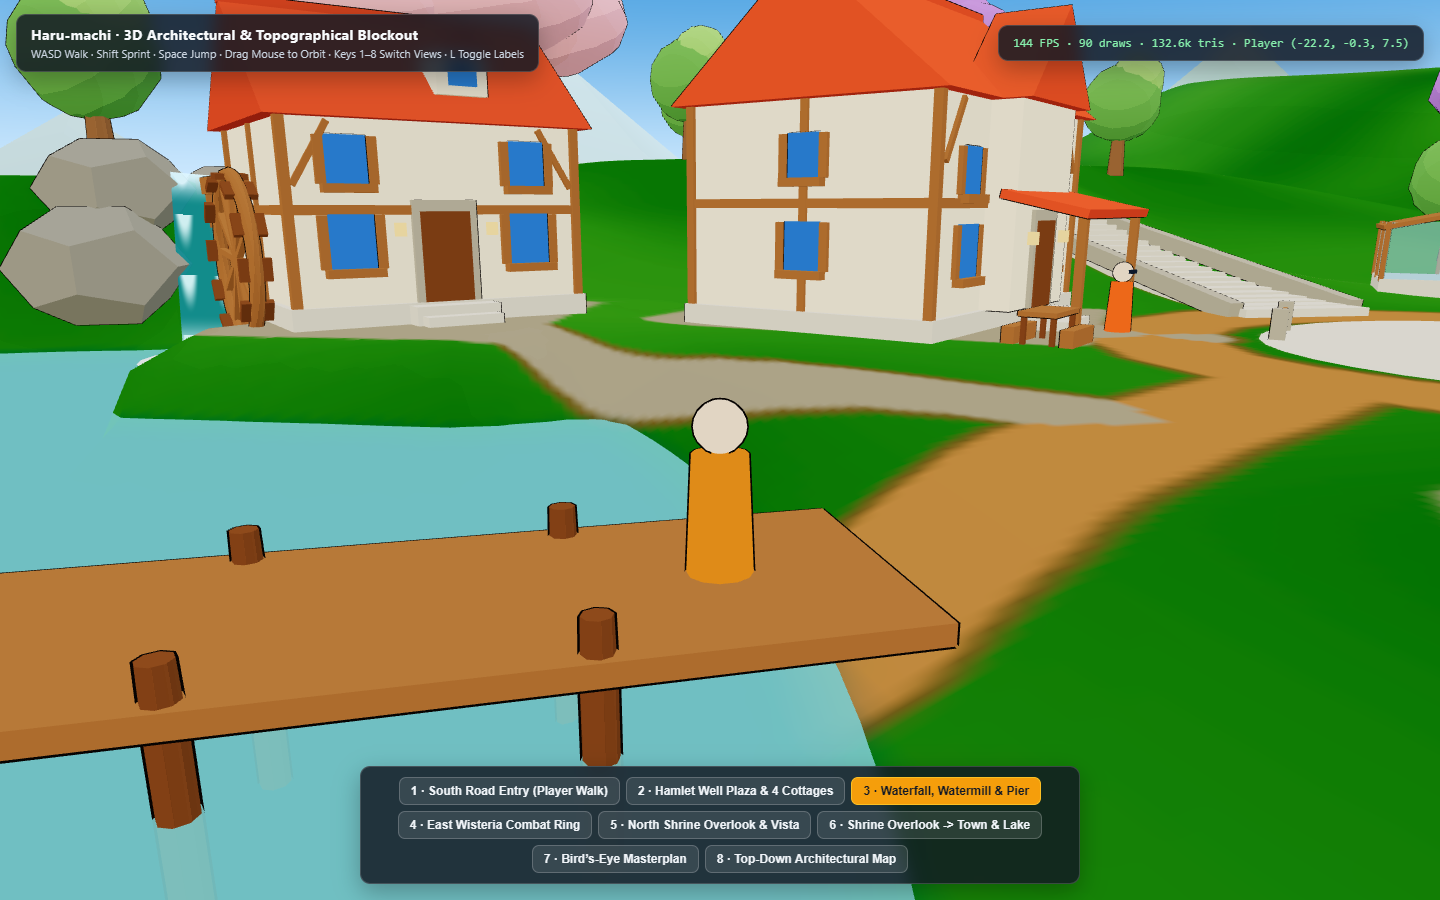 Haru-machi · 3D Architectural & Topographical Blockout
WASD Walk · Shift Sprint · Space Jump · Drag Mouse to Orbit · Keys 1–8 Switch Views · L Toggle Labels
144 FPS · 90 draws · 132.6k tris · Player (-22.2, -0.3, 7.5)
1 · South Road Entry (Player Walk)
2 · Hamlet Well Plaza & 4 Cottages
3 · Waterfall, Watermill & Pier
4 · East Wisteria Combat Ring
5 · North Shrine Overlook & Vista
6 · Shrine Overlook -> Town & Lake
7 · Bird's-Eye Masterplan
8 · Top-Down Architectural Map